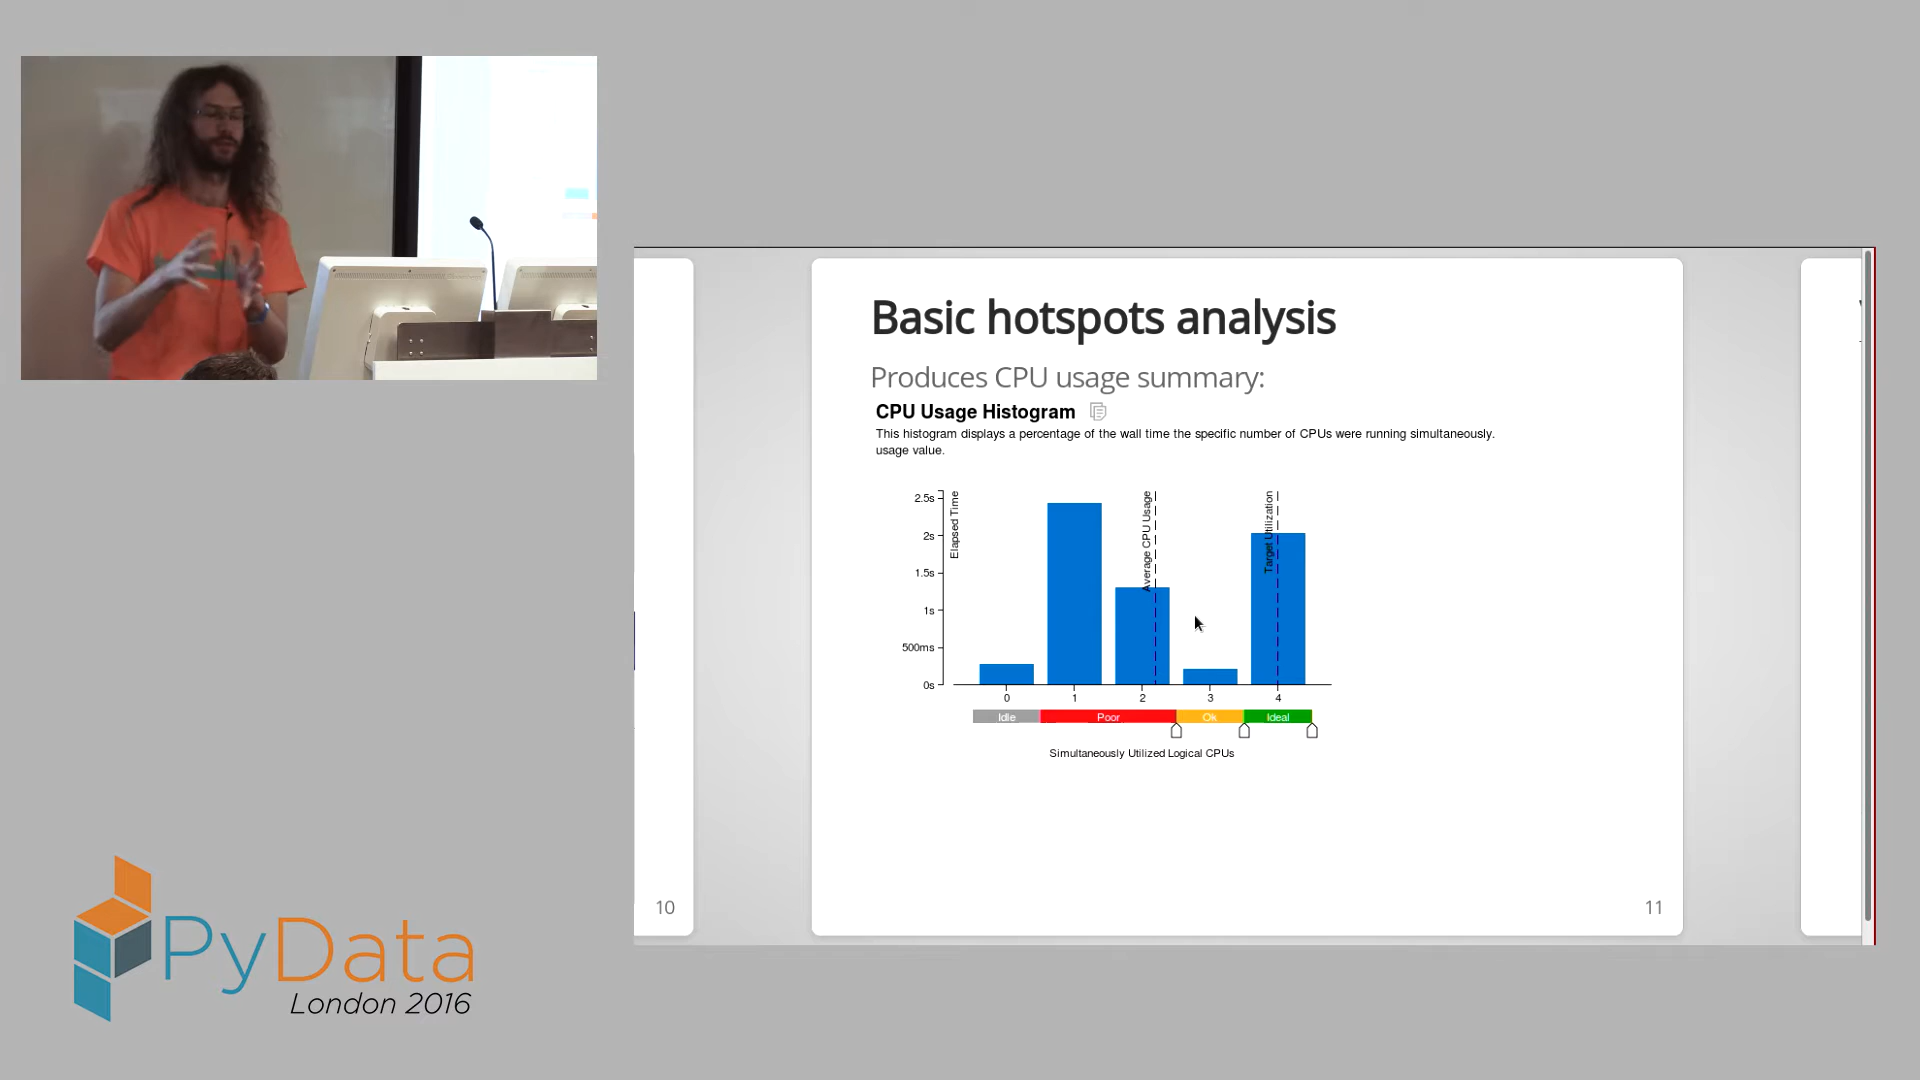 Basic hotspots analysis
Produces CPU usage summary:
CPU Usage Histogram
This histogram displays a percentage of the wall time the specific number of CPUs were running simultaneously.
usage value.
2.5s
2s
1.5s
1s
500ms
0s
Elapsed Time
Average CPU Usage
Target Utilization
0 1 2 3 4
Idle Poor Ok Ideal
Simultaneously Utilized Logical CPUs
10
11
PyData
London 2016